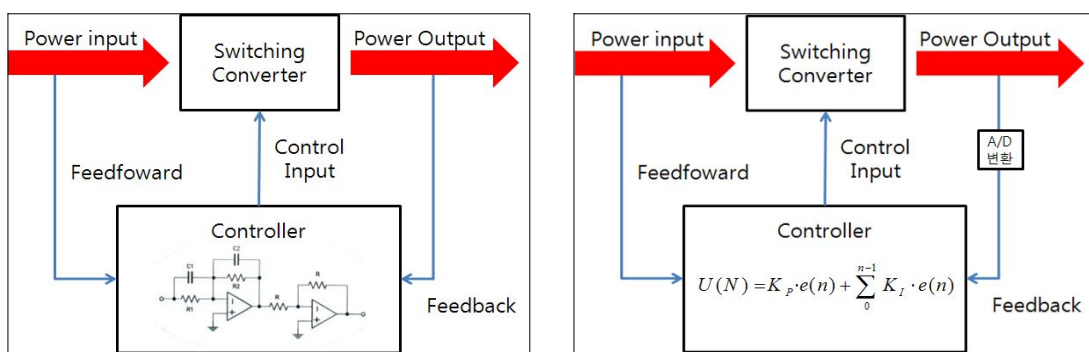 Power input
Switching
Converter
Power Output
Feedfoward
Control
Input
Controller
C1
C2
R1
R2
R
R
Feedback
Power input
Switching
Converter
Power Output
A/D
변환
Feedfoward
Control
Input
Controller
U(N) = K_P·e(n) + ∑_0^{n-1} K_I · e(n)
Feedback